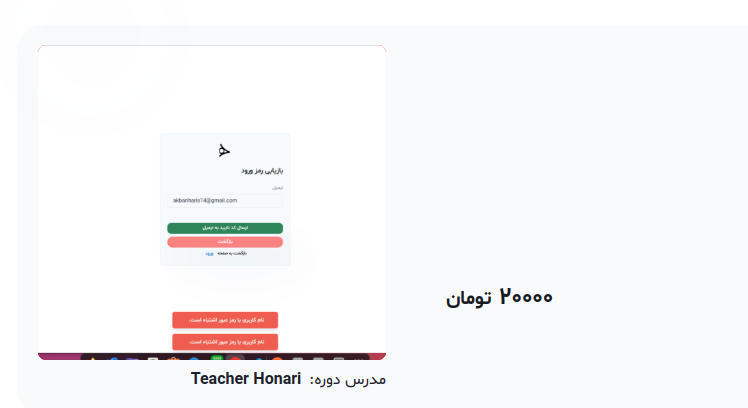 بازیابی رمز ورود
ایمیل
akbariharis14@gmail.com
ارسال کد تایید به ایمیل
بازگشت
بازگشت به صفحه ورود
نام کاربری یا رمز عبور اشتباه است.
نام کاربری یا رمز عبور اشتباه است.
۲۰۰۰۰ تومان
مدرس دوره: Teacher Honari